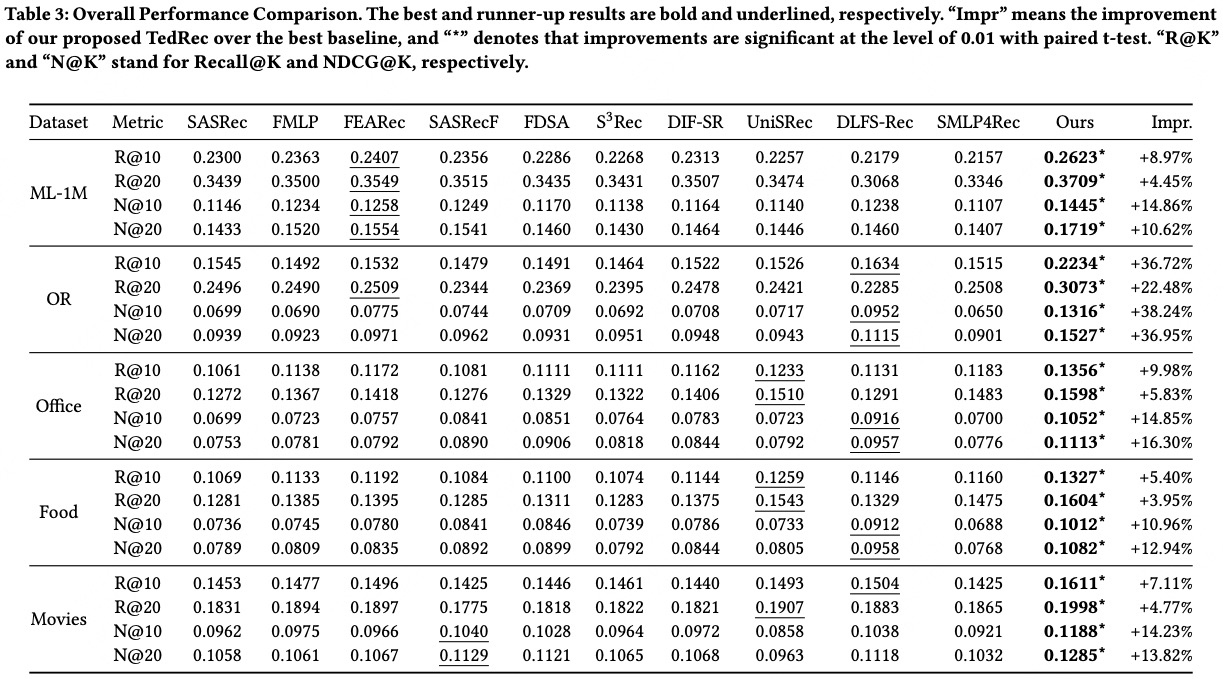 Table 3: Overall Performance Comparison. The best and runner-up results are bold and underlined, respectively. “Impr” means the improvement
of our proposed TedRec over the best baseline, and “*” denotes that improvements are significant at the level of 0.01 with paired t-test. “R@K”
and “N@K” stand for Recall@K and NDCG@K, respectively.
Dataset Metric SASRec FMLP FEARec SASRecF FDSA S³Rec DIF-SR UniSRec DLFS-Rec SMLP4Rec Ours Impr.
ML-1M
R@10 0.2300 0.2363 0.2407 0.2356 0.2286 0.2268 0.2313 0.2257 0.2179 0.2157 0.2623* +8.97%
R@20 0.3439 0.3500 0.3549 0.3515 0.3435 0.3431 0.3507 0.3474 0.3068 0.3346 0.3709* +4.45%
N@10 0.1146 0.1234 0.1258 0.1249 0.1170 0.1138 0.1164 0.1140 0.1238 0.1107 0.1445* +14.86%
N@20 0.1433 0.1520 0.1554 0.1541 0.1460 0.1430 0.1464 0.1446 0.1460 0.1407 0.1719* +10.62%
OR
R@10 0.1545 0.1492 0.1532 0.1479 0.1491 0.1464 0.1522 0.1526 0.1634 0.1515 0.2234* +36.72%
R@20 0.2496 0.2490 0.2509 0.2344 0.2369 0.2395 0.2478 0.2421 0.2285 0.2508 0.3073* +22.48%
N@10 0.0699 0.0690 0.0775 0.0744 0.0709 0.0692 0.0708 0.0717 0.0952 0.0650 0.1316* +38.24%
N@20 0.0939 0.0923 0.0971 0.0962 0.0931 0.0951 0.0948 0.0943 0.1115 0.0901 0.1527* +36.95%
Office
R@10 0.1061 0.1138 0.1172 0.1081 0.1111 0.1111 0.1162 0.1233 0.1131 0.1183 0.1356* +9.98%
R@20 0.1272 0.1367 0.1418 0.1276 0.1329 0.1322 0.1406 0.1510 0.1291 0.1483 0.1598* +5.83%
N@10 0.0699 0.0723 0.0757 0.0841 0.0851 0.0764 0.0783 0.0723 0.0916 0.0700 0.1052* +14.85%
N@20 0.0753 0.0781 0.0792 0.0890 0.0906 0.0818 0.0844 0.0792 0.0957 0.0776 0.1113* +16.30%
Food
R@10 0.1069 0.1133 0.1192 0.1084 0.1100 0.1074 0.1144 0.1259 0.1146 0.1160 0.1327* +5.40%
R@20 0.1281 0.1385 0.1395 0.1285 0.1311 0.1283 0.1375 0.1543 0.1329 0.1475 0.1604* +3.95%
N@10 0.0736 0.0745 0.0780 0.0841 0.0846 0.0739 0.0786 0.0733 0.0912 0.0688 0.1012* +10.96%
N@20 0.0789 0.0809 0.0835 0.0892 0.0899 0.0792 0.0844 0.0805 0.0958 0.0768 0.1082* +12.94%
Movies
R@10 0.1453 0.1477 0.1496 0.1425 0.1446 0.1461 0.1440 0.1493 0.1504 0.1425 0.1611* +7.11%
R@20 0.1831 0.1894 0.1897 0.1775 0.1818 0.1822 0.1821 0.1907 0.1883 0.1865 0.1998* +4.77%
N@10 0.0962 0.0975 0.0966 0.1040 0.1028 0.0964 0.0972 0.0858 0.1038 0.0921 0.1188* +14.23%
N@20 0.1058 0.1061 0.1067 0.1129 0.1121 0.1065 0.1068 0.0963 0.1118 0.1032 0.1285* +13.82%